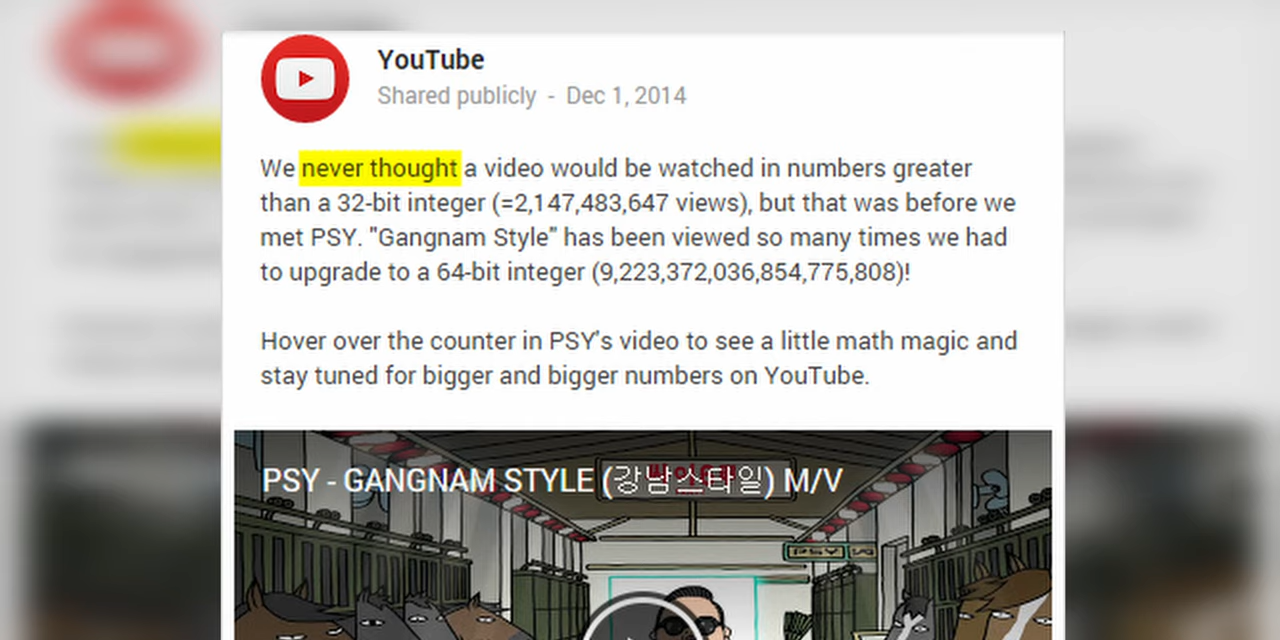 YouTube
Shared publicly - Dec 1, 2014
We never thought a video would be watched in numbers greater
than a 32-bit integer (=2,147,483,647 views), but that was before we
met PSY. "Gangnam Style" has been viewed so many times we had
to upgrade to a 64-bit integer (9,223,372,036,854,775,808)!
Hover over the counter in PSY's video to see a little math magic and
stay tuned for bigger and bigger numbers on YouTube.
PSY - GANGNAM STYLE (강남스타일) M/V